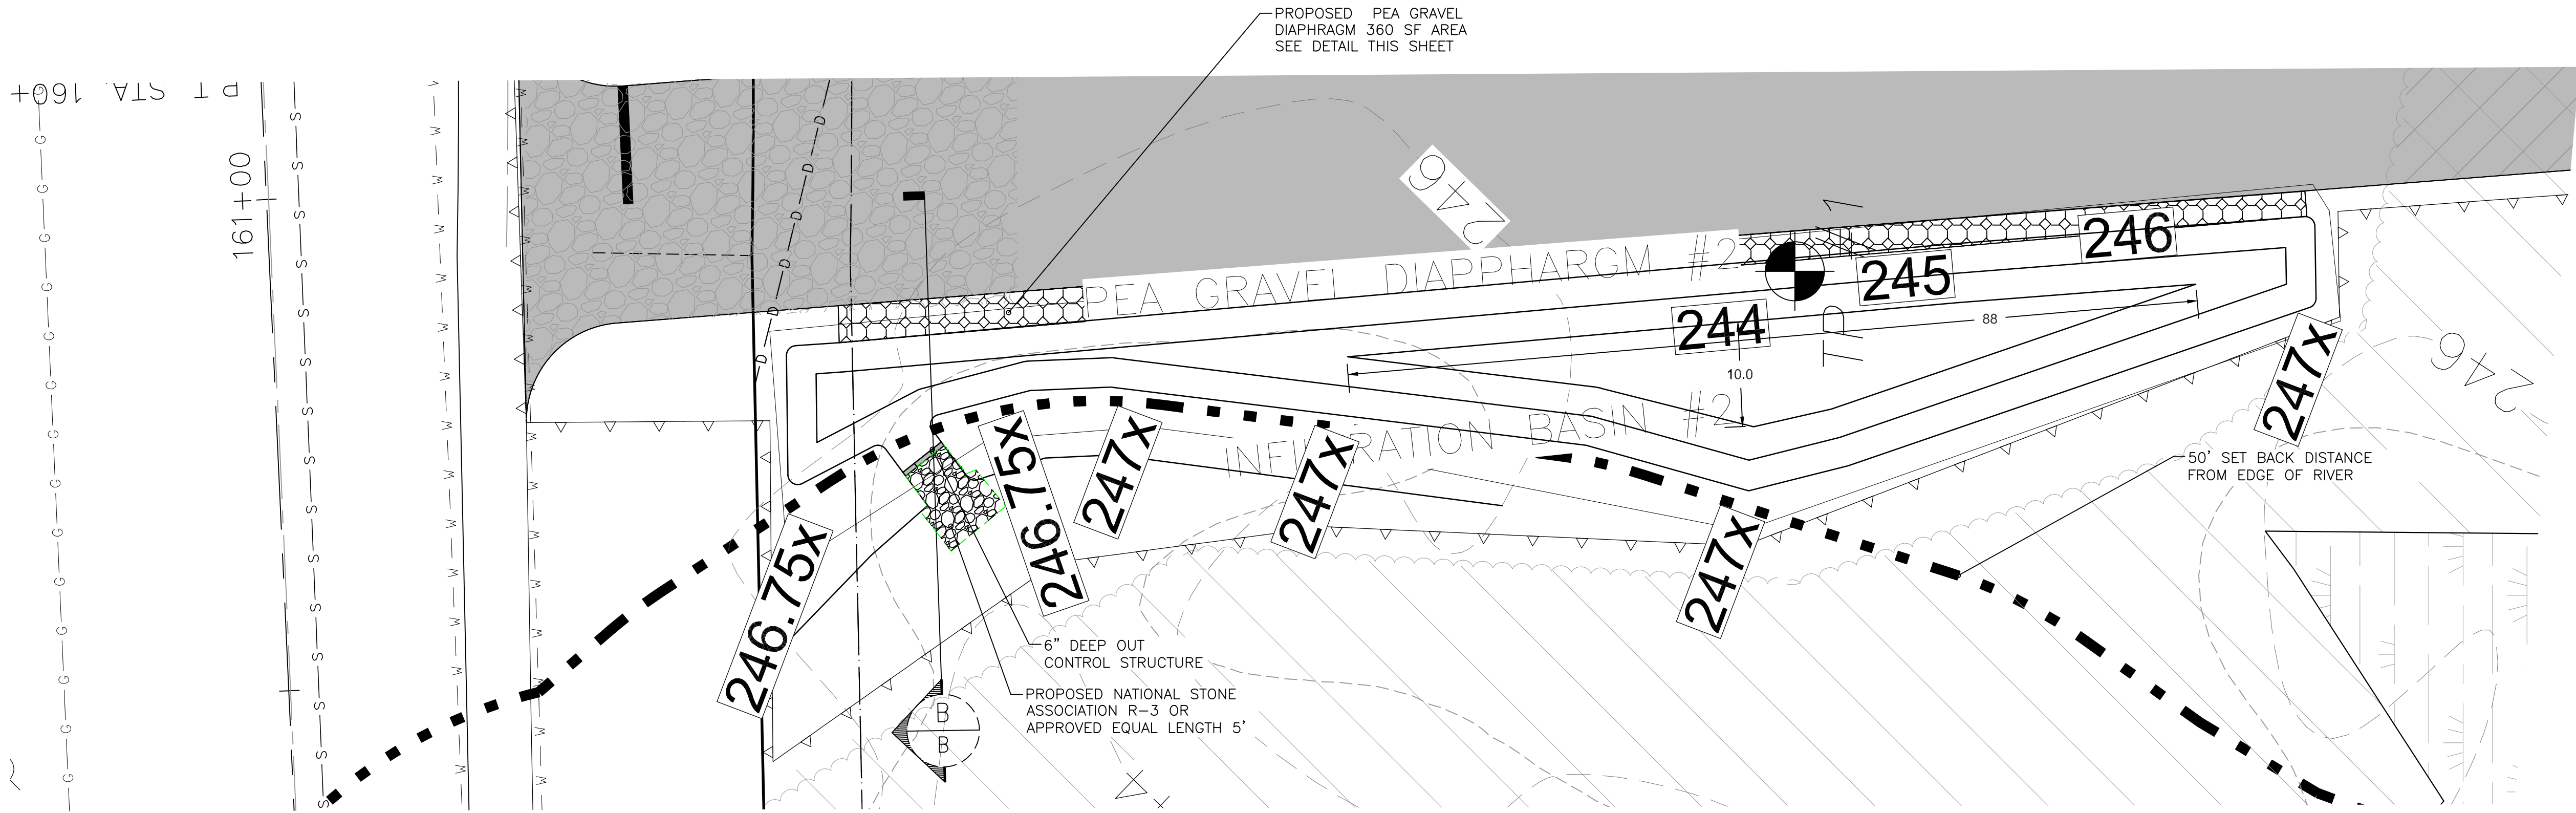 PROPOSED PEA GRAVEL
DIAPHRAGM 360 SF AREA
SEE DETAIL THIS SHEET
PT STA. 160+
161+00
246
PEA GRAVEL DIAPPHARGM #2
246
245
244
88
10.0
INFILTRATION BASIN #2
TP
246
247x
247x
247x
247x
246.75x
246.75x
50' SET BACK DISTANCE
FROM EDGE OF RIVER
6" DEEP OUT
CONTROL STRUCTURE
PROPOSED NATIONAL STONE
ASSOCIATION R-3 OR
APPROVED EQUAL LENGTH 5'
B
B
D D D D D
G G G G G G G G G G G G G G
S S S S S S S S S S S S S S
W W W W W W W W W W W W W W